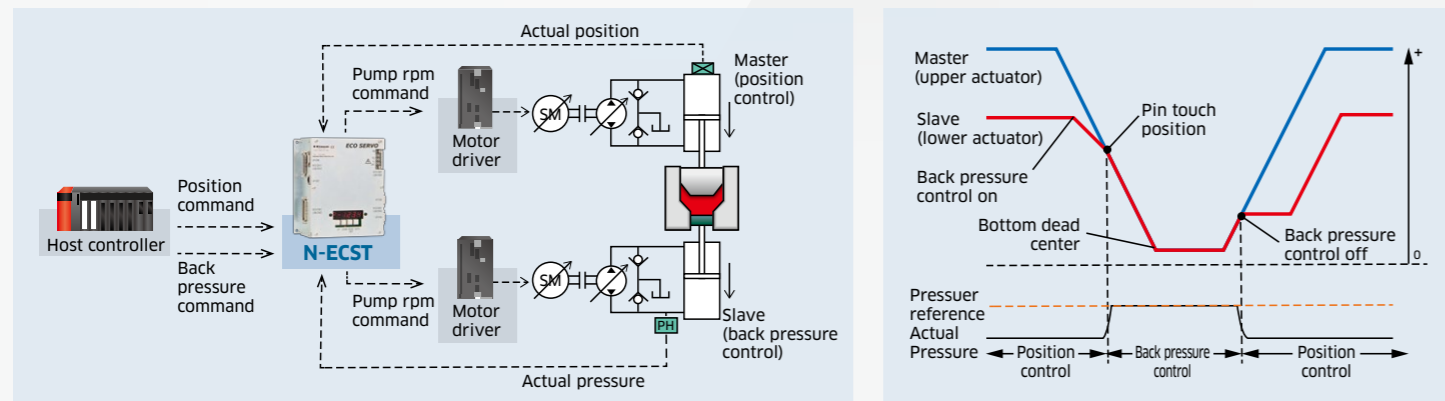 Actual position
Master
(position
control)
Pump rpm
command
SM
Motor
driver
ECO SERVO
Position
command
Host controller
N-ECST
Back
pressure
command
Pump rpm
command
SM
Motor
driver
PH
Slave
(back pressure
control)
Actual pressure
Master
(upper actuator)
Slave
(lower actuator)
Pin touch
position
Back pressure
control on
Bottom dead
center
Back pressure
control off
+
0
Pressuer
reference
Actual
Pressure
Position
control
Back pressure
control
Position
control